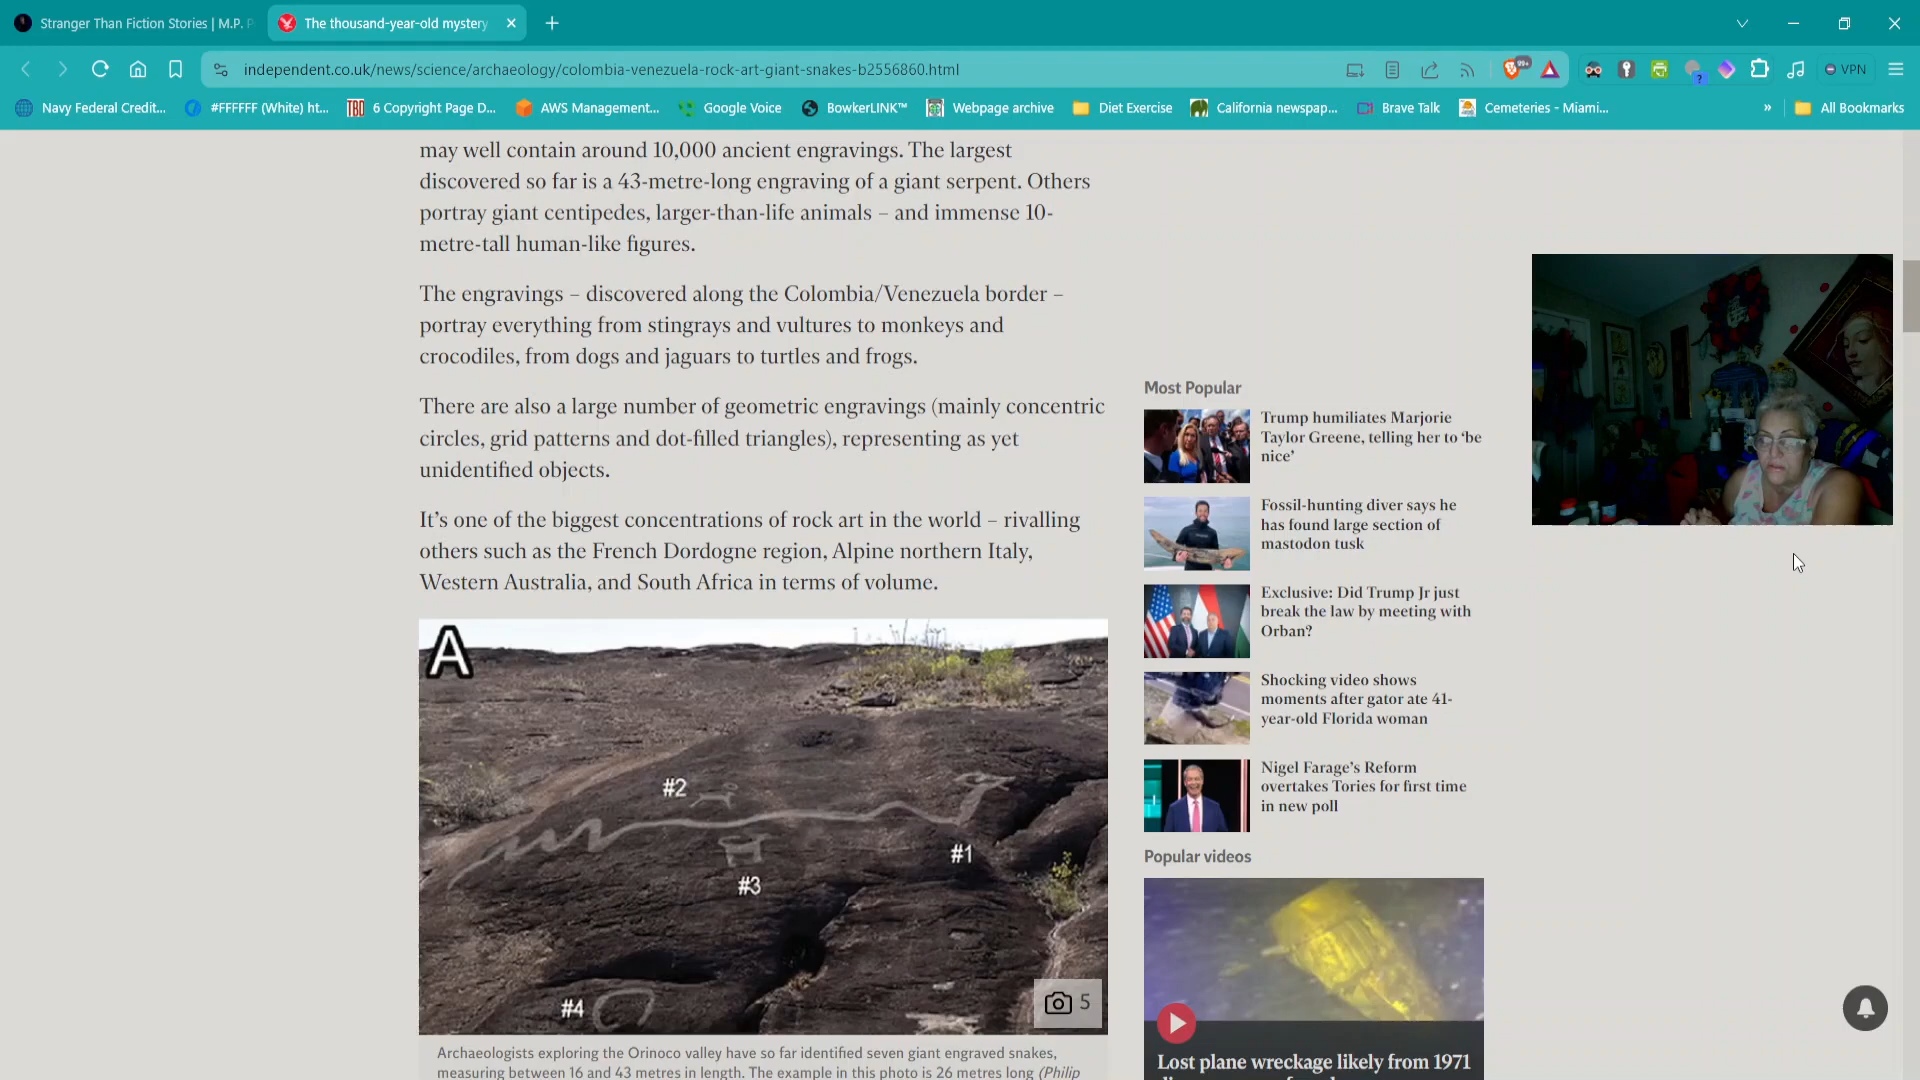 Stranger Than Fiction Stories | M.P.
The thousand-year-old mystery
independent.co.uk/news/science/archaeology/colombia-venezuela-rock-art-giant-snakes-b2556860.html
99+
?
VPN
Navy Federal Credit...
#FFFFFF (White) ht...
TBD
6 Copyright Page D...
AWS Management...
Google Voice
BowkerLINK™
Webpage archive
Diet Exercise
California newspap...
Brave Talk
Cemeteries - Miami...
»
All Bookmarks
may well contain around 10,000 ancient engravings. The largest
discovered so far is a 43-metre-long engraving of a giant serpent. Others
portray giant centipedes, larger-than-life animals – and immense 10-
metre-tall human-like figures.
The engravings – discovered along the Colombia/Venezuela border –
portray everything from stingrays and vultures to monkeys and
crocodiles, from dogs and jaguars to turtles and frogs.
There are also a large number of geometric engravings (mainly concentric
circles, grid patterns and dot-filled triangles), representing as yet
unidentified objects.
It’s one of the biggest concentrations of rock art in the world – rivalling
others such as the French Dordogne region, Alpine northern Italy,
Western Australia, and South Africa in terms of volume.
A
#2
#1
#3
#4
5
Archaeologists exploring the Orinoco valley have so far identified seven giant engraved snakes,
measuring between 16 and 43 metres in length. The example in this photo is 26 metres long (Philip
Most Popular
Trump humiliates Marjorie
Taylor Greene, telling her to ‘be
nice’
Fossil-hunting diver says he
has found large section of
mastodon tusk
Exclusive: Did Trump Jr just
break the law by meeting with
Orban?
Shocking video shows
moments after gator ate 41-
year-old Florida woman
Nigel Farage’s Reform
overtakes Tories for first time
in new poll
Popular videos
Lost plane wreckage likely from 1971